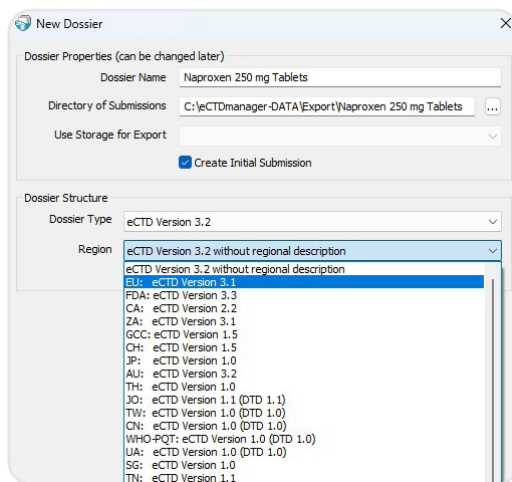 New Dossier
Dossier Properties (can be changed later)
Dossier Name Naproxen 250 mg Tablets
Directory of Submissions C:\eCTDmanager-DATA\Export\Naproxen 250 mg Tablets ...
Use Storage for Export
Create Initial Submission
Dossier Structure
Dossier Type eCTD Version 3.2
Region eCTD Version 3.2 without regional description
eCTD Version 3.2 without regional description
EU: eCTD Version 3.1
FDA: eCTD Version 3.3
CA: eCTD Version 2.2
ZA: eCTD Version 3.1
GCC: eCTD Version 1.5
CH: eCTD Version 1.5
JP: eCTD Version 1.0
AU: eCTD Version 3.2
TH: eCTD Version 1.0
JO: eCTD Version 1.1 (DTD 1.1)
TW: eCTD Version 1.0 (DTD 1.0)
CN: eCTD Version 1.0 (DTD 1.0)
WHO-PQT: eCTD Version 1.0 (DTD 1.0)
UA: eCTD Version 1.0 (DTD 1.0)
SG: eCTD Version 1.0
TN: eCTD Version 1.1